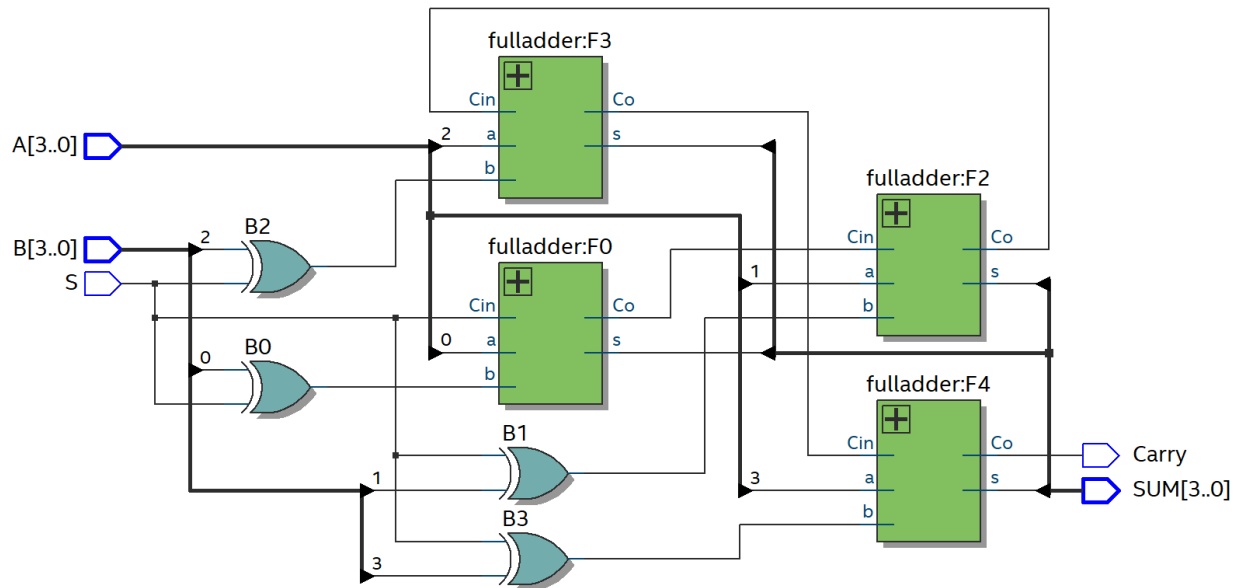 fulladder:F3
Cin
Co
A[3..0]
2
a
s
b
fulladder:F2
B2
B[3..0]
2
Cin
Co
fulladder:F0
S
1
a
s
Cin
Co
b
B0
0
a
s
0
b
fulladder:F4
B1
Cin
Co
Carry
1
3
a
s
SUM[3..0]
B3
b
3